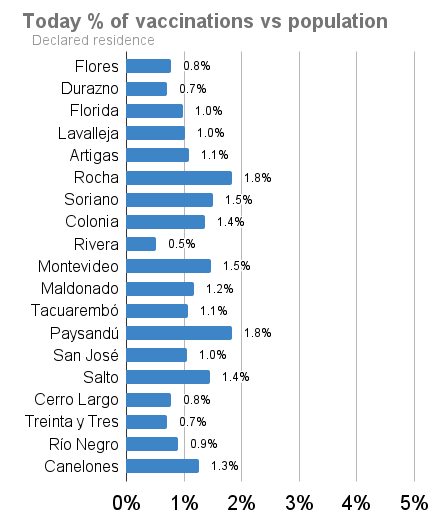 Today % of vaccinations vs population
Declared residence
Flores 0.8%
Durazno 0.7%
Florida 1.0%
Lavalleja 1.0%
Artigas 1.1%
Rocha 1.8%
Soriano 1.5%
Colonia 1.4%
Rivera 0.5%
Montevideo 1.5%
Maldonado 1.2%
Tacuarembó 1.1%
Paysandú 1.8%
San José 1.0%
Salto 1.4%
Cerro Largo 0.8%
Treinta y Tres 0.7%
Río Negro 0.9%
Canelones 1.3%
0% 1% 2% 3% 4% 5%